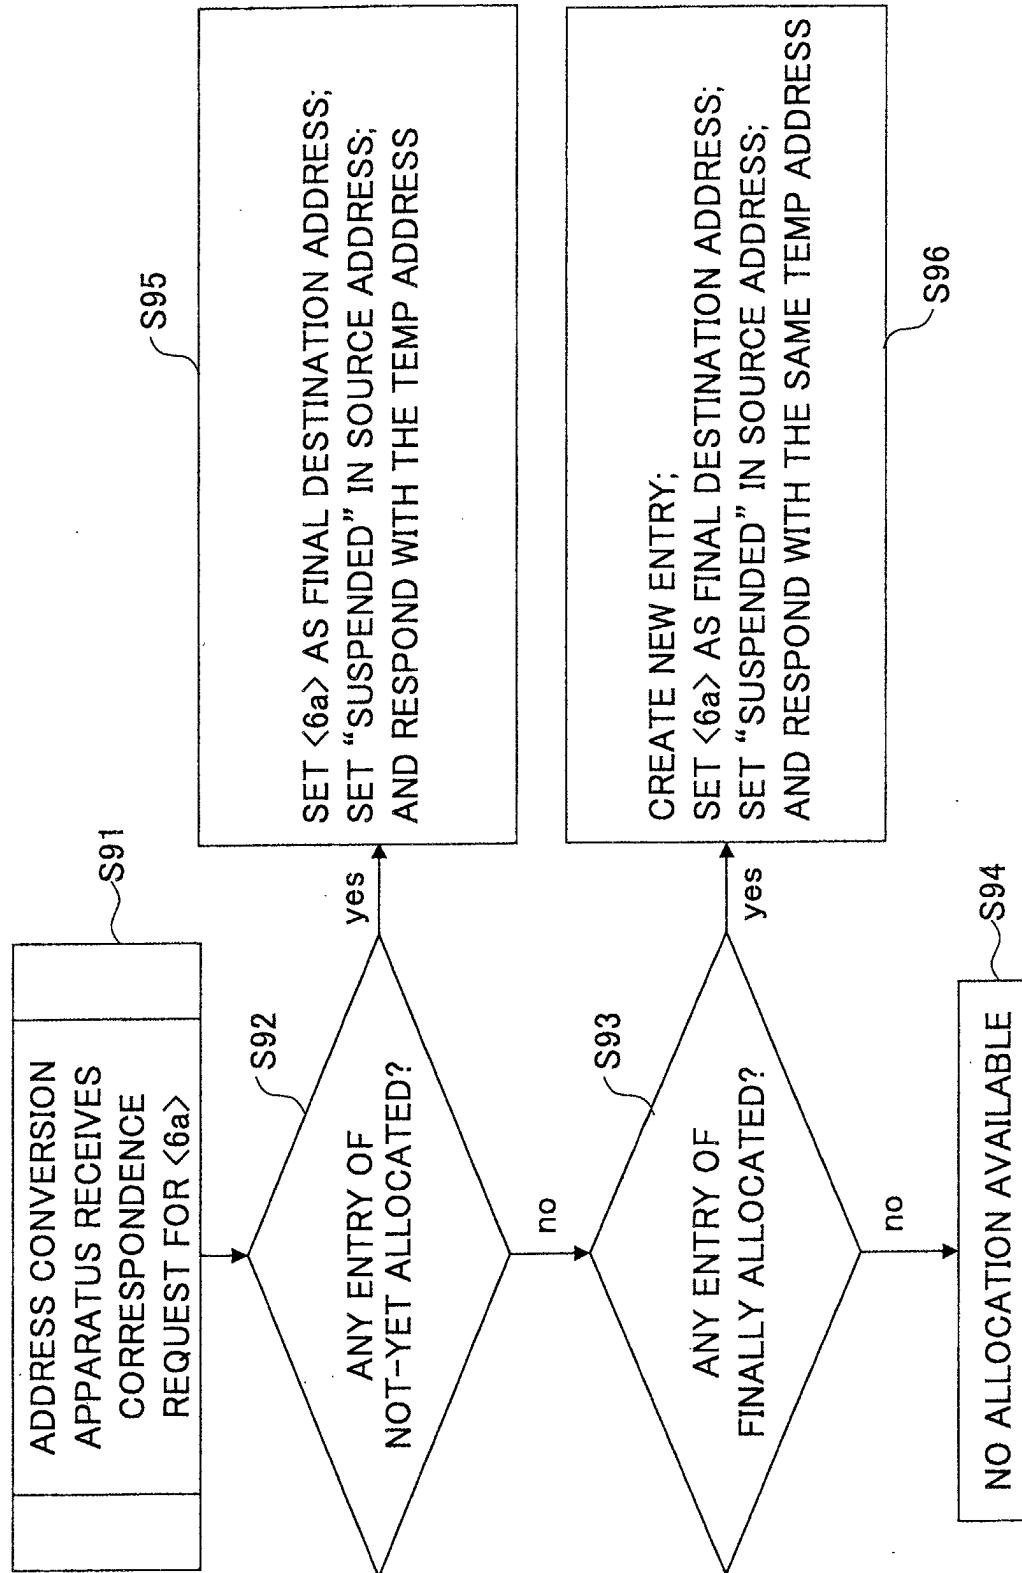 S91
ADDRESS CONVERSION
APPARATUS RECEIVES
CORRESPONDENCE
REQUEST FOR <6a>
S92
ANY ENTRY OF
NOT-YET ALLOCATED?
yes
no
S95
SET <6a> AS FINAL DESTINATION ADDRESS;
SET “SUSPENDED” IN SOURCE ADDRESS;
AND RESPOND WITH THE TEMP ADDRESS
S93
ANY ENTRY OF
FINALLY ALLOCATED?
yes
no
S96
CREATE NEW ENTRY;
SET <6a> AS FINAL DESTINATION ADDRESS;
SET “SUSPENDED” IN SOURCE ADDRESS;
AND RESPOND WITH THE SAME TEMP ADDRESS
S94
NO ALLOCATION AVAILABLE